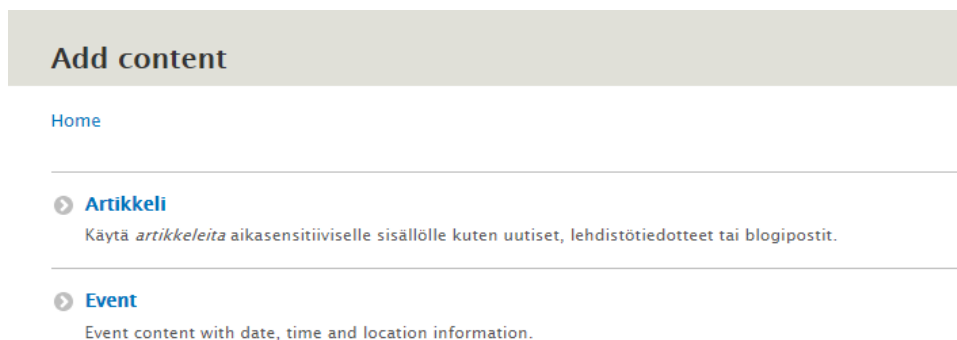 Add content
Home
Artikkeli
Käytä artikkeleita aikasensitiiviselle sisällölle kuten uutiset, lehdistötiedotteet tai blogipostit.
Event
Event content with date, time and location information.